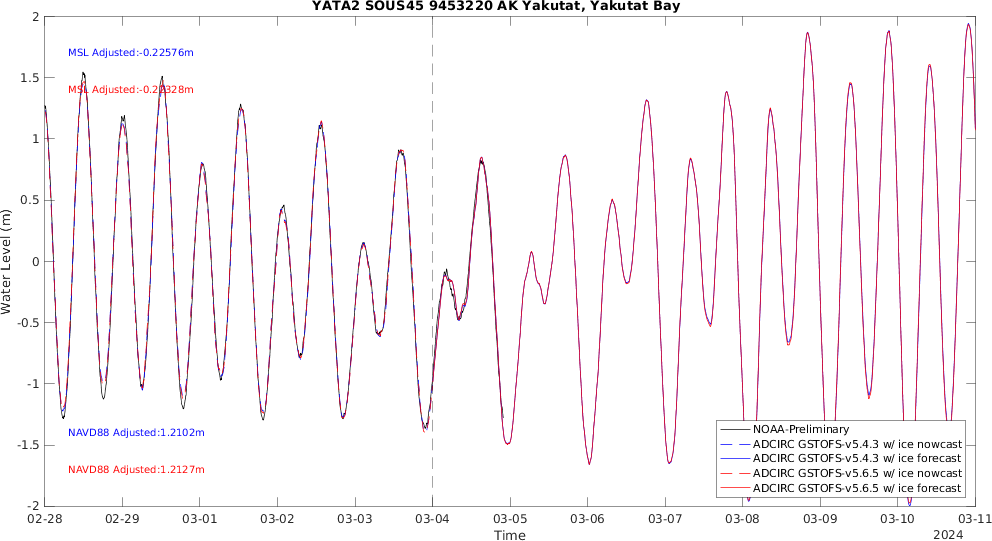 YATA2 SOUS45 9453220 AK Yakutat, Yakutat Bay
MSL Adjusted:-0.22576m
MSL Adjusted:-0.22328m
NAVD88 Adjusted:1.2102m
NAVD88 Adjusted:1.2127m
Water Level (m)
2
1.5
1
0.5
0
-0.5
-1
-1.5
-2
NOAA-Preliminary
ADCIRC GSTOFS-v5.4.3 w/ ice nowcast
ADCIRC GSTOFS-v5.4.3 w/ ice forecast
ADCIRC GSTOFS-v5.6.5 w/ ice nowcast
ADCIRC GSTOFS-v5.6.5 w/ ice forecast
02-28 02-29 03-01 03-02 03-03 03-04 03-05 03-06 03-07 03-08 03-09 03-10 03-11
Time
2024